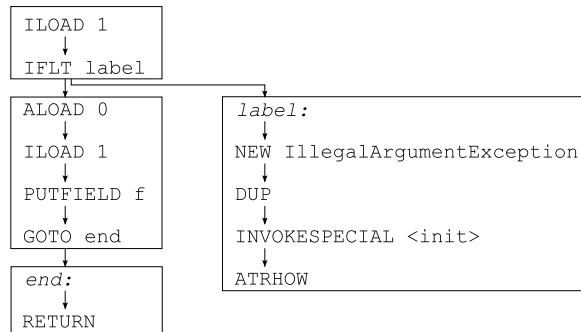 ILOAD 1
IFLT label
ALOAD 0
ILOAD 1
PUTFIELD f
GOTO end
end:
RETURN
label:
NEW IllegalArgumentException
DUP
INVOKESPECIAL <init>
ATRHOW